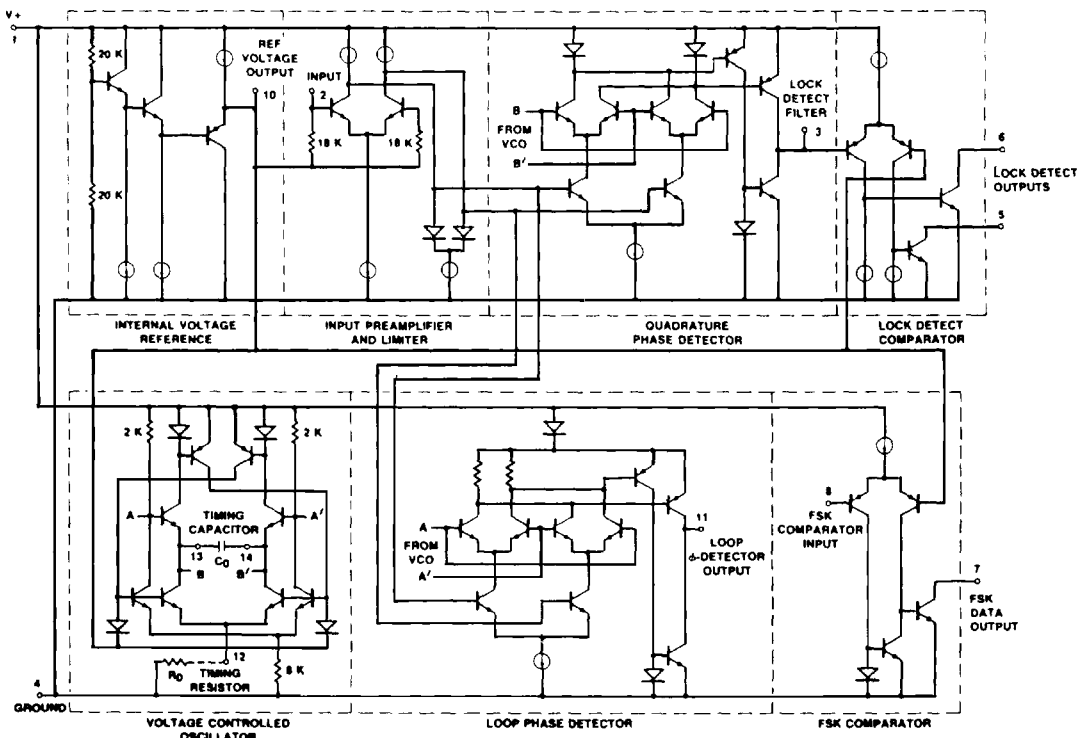 V+
1
20 K
20 K
REF
VOLTAGE
OUTPUT
10
INPUT
2
18 K
18 K
B
FROM
VCO
B'
LOCK
DETECT
FILTER
3
6
LOCK DETECT
OUTPUTS
5
INTERNAL VOLTAGE
REFERENCE
INPUT PREAMPLIFIER
AND LIMITER
QUADRATURE
PHASE DETECTOR
LOCK DETECT
COMPARATOR
2 K
2 K
A
TIMING
CAPACITOR
A'
13
C0
14
B
B'
12
R0
TIMING
RESISTOR
8 K
A
FROM
VCO
A'
11
LOOP
ϕ-DETECTOR
OUTPUT
8
FSK
COMPARATOR
INPUT
7
FSK
DATA
OUTPUT
4
GROUND
VOLTAGE CONTROLLED
OSCILLATOR
LOOP PHASE DETECTOR
FSK COMPARATOR